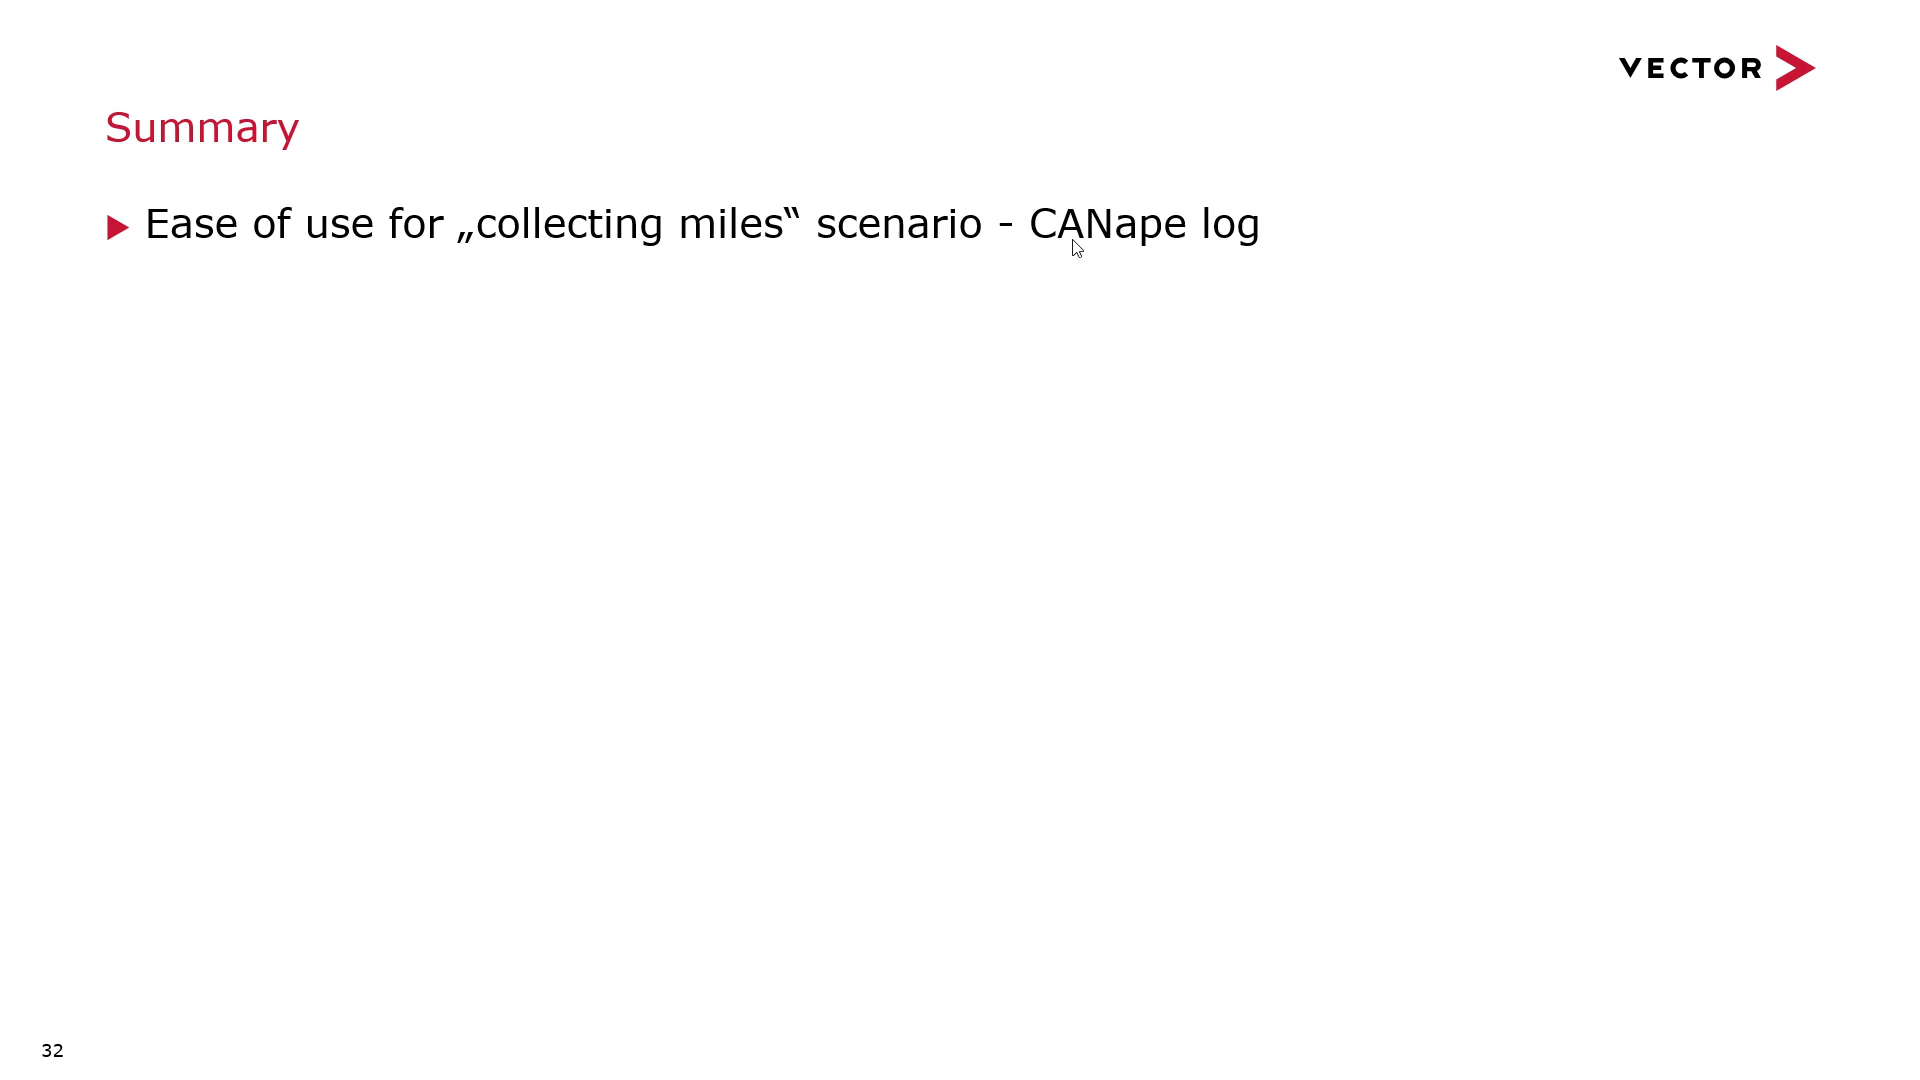 VECTOR
Summary
Ease of use for „collecting miles“ scenario - CANape log
32